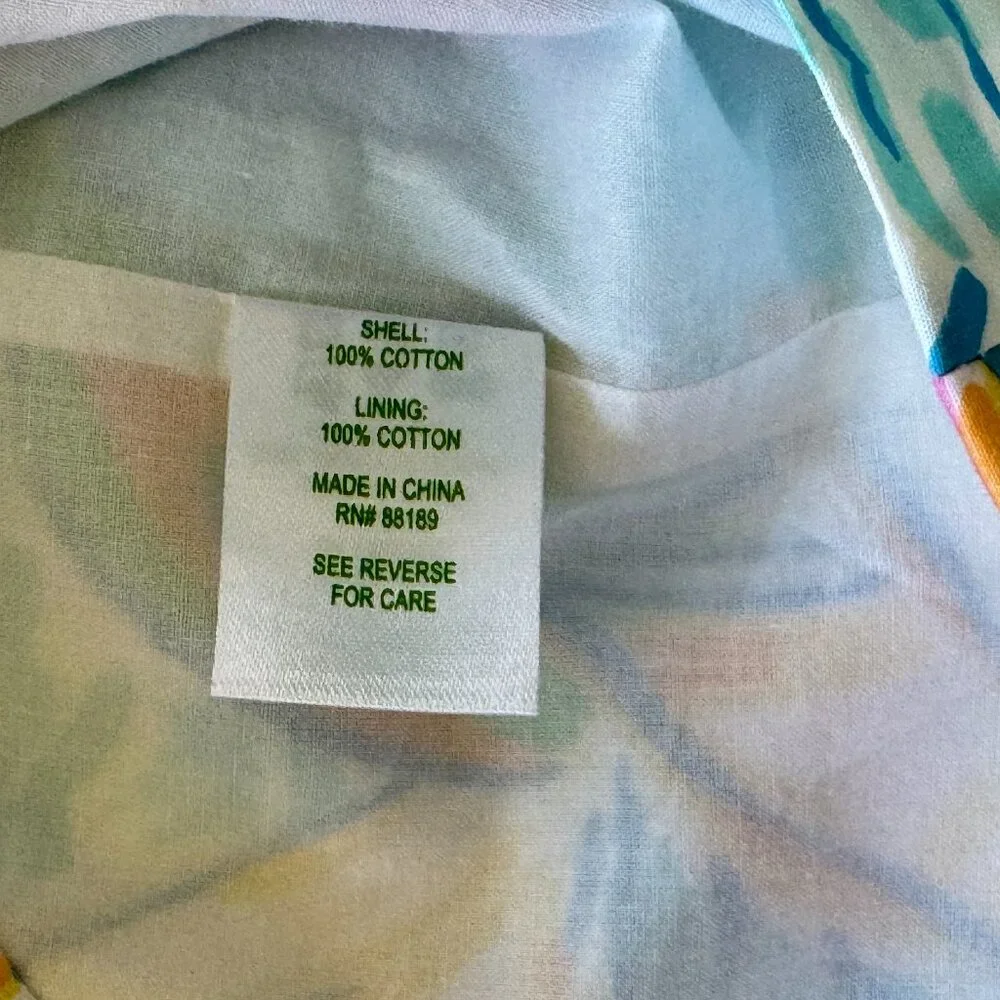 SHELL:
100% COTTON
LINING:
100% COTTON
MADE IN CHINA
RN# 88189
SEE REVERSE
FOR CARE